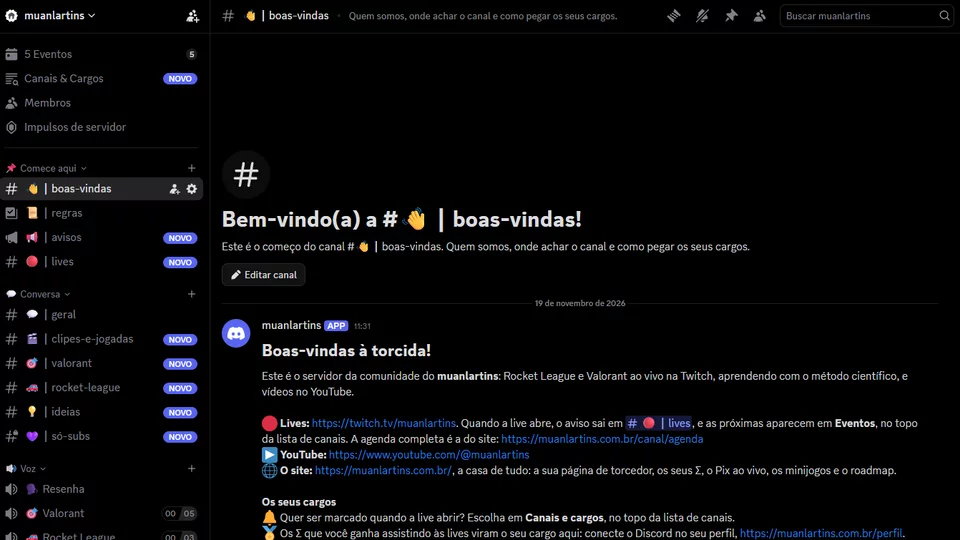 muanlartins
# 👋 | boas-vindas
Quem somos, onde achar o canal e como pegar os seus cargos.
Buscar muanlartins
5 Eventos
5
Canais & Cargos
NOVO
Membros
Impulsos de servidor
Começe aqui
👋 | boas-vindas
📜 | regras
📢 | avisos
NOVO
🔴 | lives
NOVO
Conversa
💬 | geral
🎬 | clipes-e-jogadas
NOVO
🎯 | valorant
NOVO
🚗 | rocket-league
NOVO
💡 | ideias
NOVO
💜 | só-subs
NOVO
Voz
Resenha
Valorant
00 05
Rocket League
00 03
Bem-vindo(a) a # 👋 | boas-vindas!
Este é o começo do canal # 👋 | boas-vindas. Quem somos, onde achar o canal e como pegar os seus cargos.
Editar canal
19 de novembro de 2026
muanlartins APP 11:31
Boas-vindas à torcida!
Este é o servidor da comunidade do muanlartins: Rocket League e Valorant ao vivo na Twitch, aprendendo com o método científico, e
vídeos no YouTube.
🔴 Lives: https://twitch.tv/muanlartins. Quando a live abre, o aviso sai em # 🔴 | lives, e as próximas aparecem em Eventos, no topo
da lista de canais. A agenda completa é a do site: https://muanlartins.com.br/canal/agenda
▶️ YouTube: https://www.youtube.com/@muanlartins
🌐 O site: https://muanlartins.com.br/, a casa de tudo: a sua página de torcedor, os seus Σ, o Pix ao vivo, os minijogos e o roadmap.
Os seus cargos
🔔 Quer ser marcado quando a live abrir? Escolha em Canais e cargos, no topo da lista de canais.
🏅 Os Σ que você ganha assistindo às lives viram o seu cargo aqui: conecte o Discord no seu perfil, https://muanlartins.com.br/perfil.